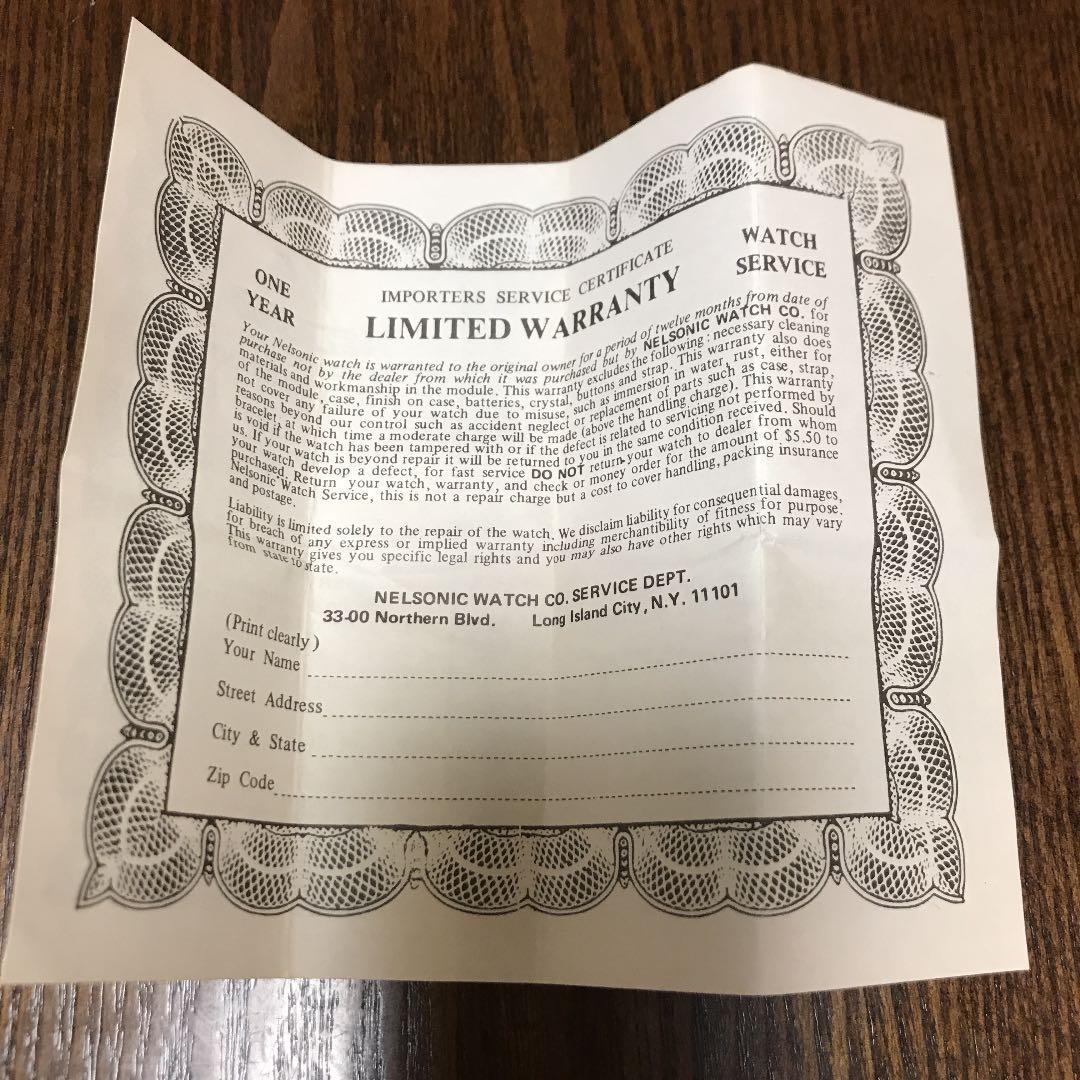 ONE YEAR
IMPORTERS SERVICE CERTIFICATE
WATCH SERVICE
LIMITED WARRANTY
Your Nelsonic watch is warranted to the original owner for a period of twelve months from date of
purchase not by the dealer from which it was purchased but by NELSONIC WATCH CO. for
materials and workmanship in the module. This warranty excludes the following: necessary cleaning
of the module, case, finish on case, batteries, crystal, buttons and strap. This warranty also does
not cover any failure of your watch due to misuse, such as immersion in water, rust, either for
reasons beyond our control such as accident neglect or replacement of parts such as case, strap,
bracelet, at which time a moderate charge will be made (above the handling charge). This warranty
is void if the watch has been tampered with or if the defect is related to servicing not performed by
us. If your watch is beyond repair it will be returned to you in the same condition received. Should
your watch develop a defect, for fast service DO NOT return your watch to dealer from whom
purchased. Return your watch, warranty, and check or money order for the amount of $5.50 to
Nelsonic Watch Service, this is not a repair charge but a cost to cover handling, packing insurance
and postage.
Liability is limited solely to the repair of the watch. We disclaim liability for consequential damages,
for breach of any express or implied warranty including merchantibility of fitness for purpose.
This warranty gives you specific legal rights and you may also have other rights which may vary
from state to state.
NELSONIC WATCH CO. SERVICE DEPT.
33-00 Northern Blvd. Long Island City, N.Y. 11101
(Print clearly)
Your Name
Street Address
City & State
Zip Code